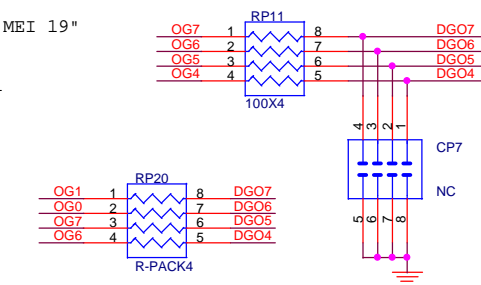 MEI 19"
RP11
OG7 1 8 DGO7
OG6 2 7 DGO6
OG5 3 6 DGO5
OG4 4 5 DGO4
100X4
4 3 2 1
CP7
NC
5 6 7 8
RP20
OG1 1 8 DGO7
OG0 2 7 DGO6
OG7 3 6 DGO5
OG6 4 5 DGO4
R-PACK4